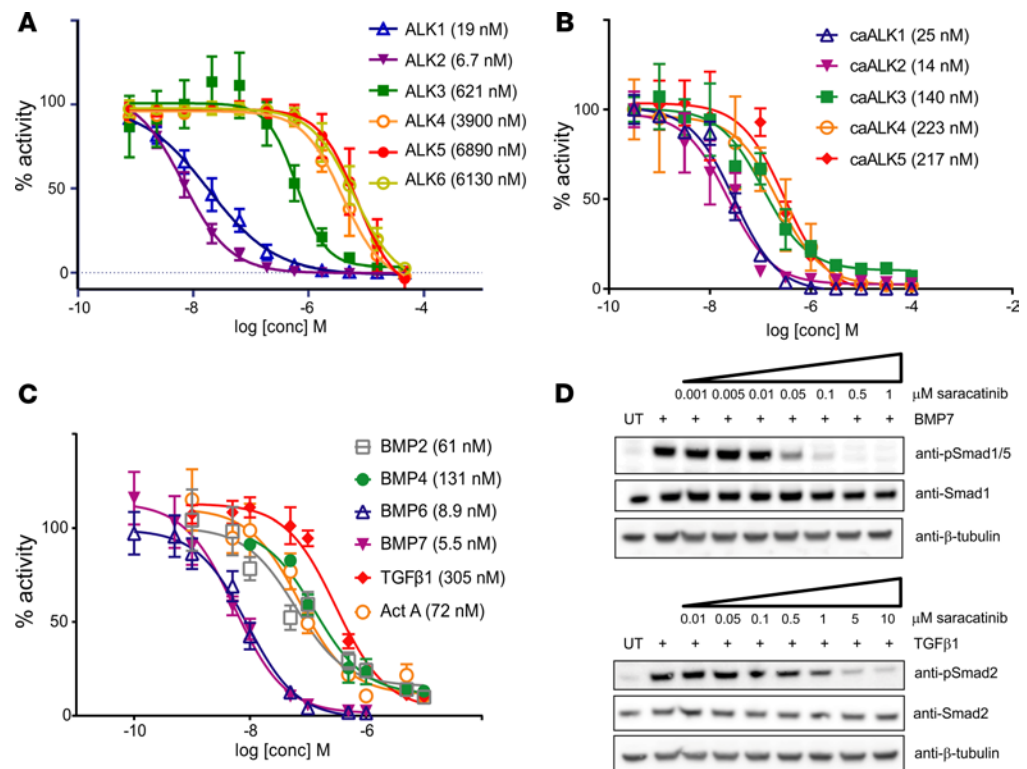 A
ALK1 (19 nM)
ALK2 (6.7 nM)
ALK3 (621 nM)
ALK4 (3900 nM)
ALK5 (6890 nM)
ALK6 (6130 nM)
% activity
100
50
0
-10
-8
-6
-4
-2
log [conc] M
B
caALK1 (25 nM)
caALK2 (14 nM)
caALK3 (140 nM)
caALK4 (223 nM)
caALK5 (217 nM)
% activity
150
100
50
0
-10
-8
-6
-4
-2
log [conc] M
C
BMP2 (61 nM)
BMP4 (131 nM)
BMP6 (8.9 nM)
BMP7 (5.5 nM)
TGFβ1 (305 nM)
Act A (72 nM)
% activity
100
50
0
-10
-8
-6
log [conc] M
D
0.001 0.005 0.01 0.05 0.1 0.5 1 μM saracatinib
UT + + + + + + + + BMP7
anti-pSmad1/5
anti-Smad1
anti-β-tubulin
0.01 0.05 0.1 0.5 1 5 10 μM saracatinib
UT + + + + + + + + TGFβ1
anti-pSmad2
anti-Smad2
anti-β-tubulin